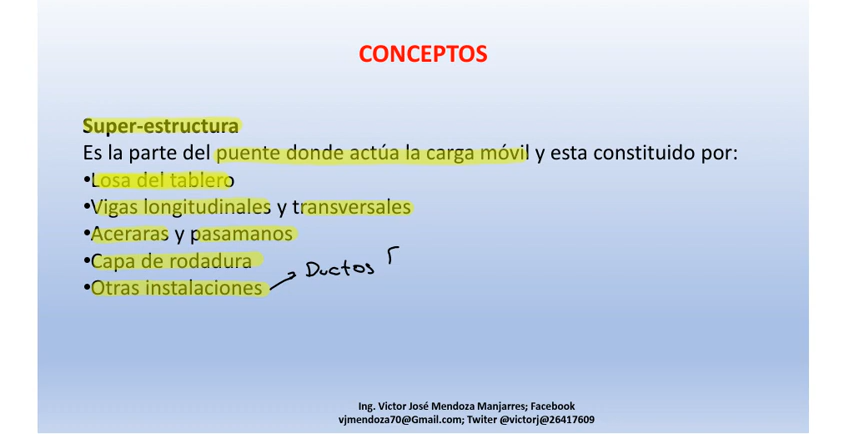 CONCEPTOS
Super-estructura
Es la parte del puente donde actúa la carga móvil y esta constituido por:
•Losa del tablero
•Vigas longitudinales y transversales
•Aceraras y pasamanos
•Capa de rodadura
•Otras instalaciones
Ductos
Ing. Victor José Mendoza Manjarres; Facebook
vjmendoza70@Gmail.com; Twiter @victorj@26417609